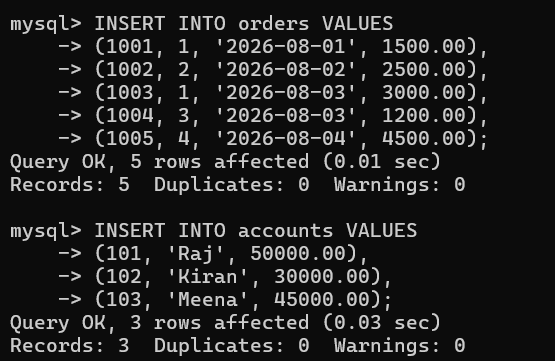 mysql> INSERT INTO orders VALUES
    -> (1001, 1, '2026-08-01', 1500.00),
    -> (1002, 2, '2026-08-02', 2500.00),
    -> (1003, 1, '2026-08-03', 3000.00),
    -> (1004, 3, '2026-08-03', 1200.00),
    -> (1005, 4, '2026-08-04', 4500.00);
Query OK, 5 rows affected (0.01 sec)
Records: 5  Duplicates: 0  Warnings: 0

mysql> INSERT INTO accounts VALUES
    -> (101, 'Raj', 50000.00),
    -> (102, 'Kiran', 30000.00),
    -> (103, 'Meena', 45000.00);
Query OK, 3 rows affected (0.03 sec)
Records: 3  Duplicates: 0  Warnings: 0